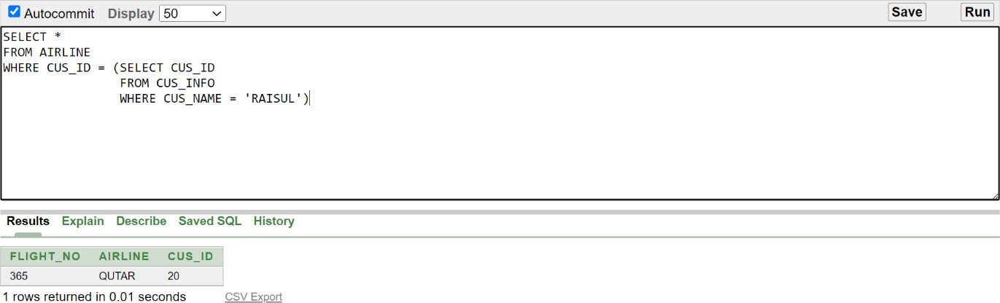 Autocommit Display 50 Save Run
SELECT *
FROM AIRLINE
WHERE CUS_ID = (SELECT CUS_ID
FROM CUS_INFO
WHERE CUS_NAME = 'RAISUL')
Results Explain Describe Saved SQL History
FLIGHT_NO AIRLINE CUS_ID
365 QUTAR 20
1 rows returned in 0.01 seconds CSV Export